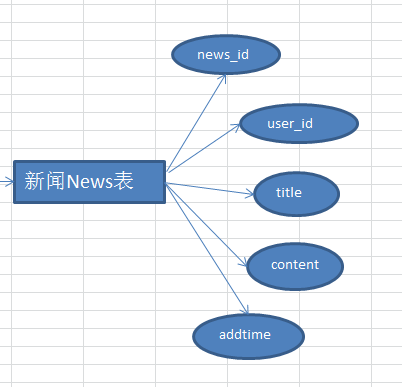 news_id
user_id
新闻News表
title
content
addtime